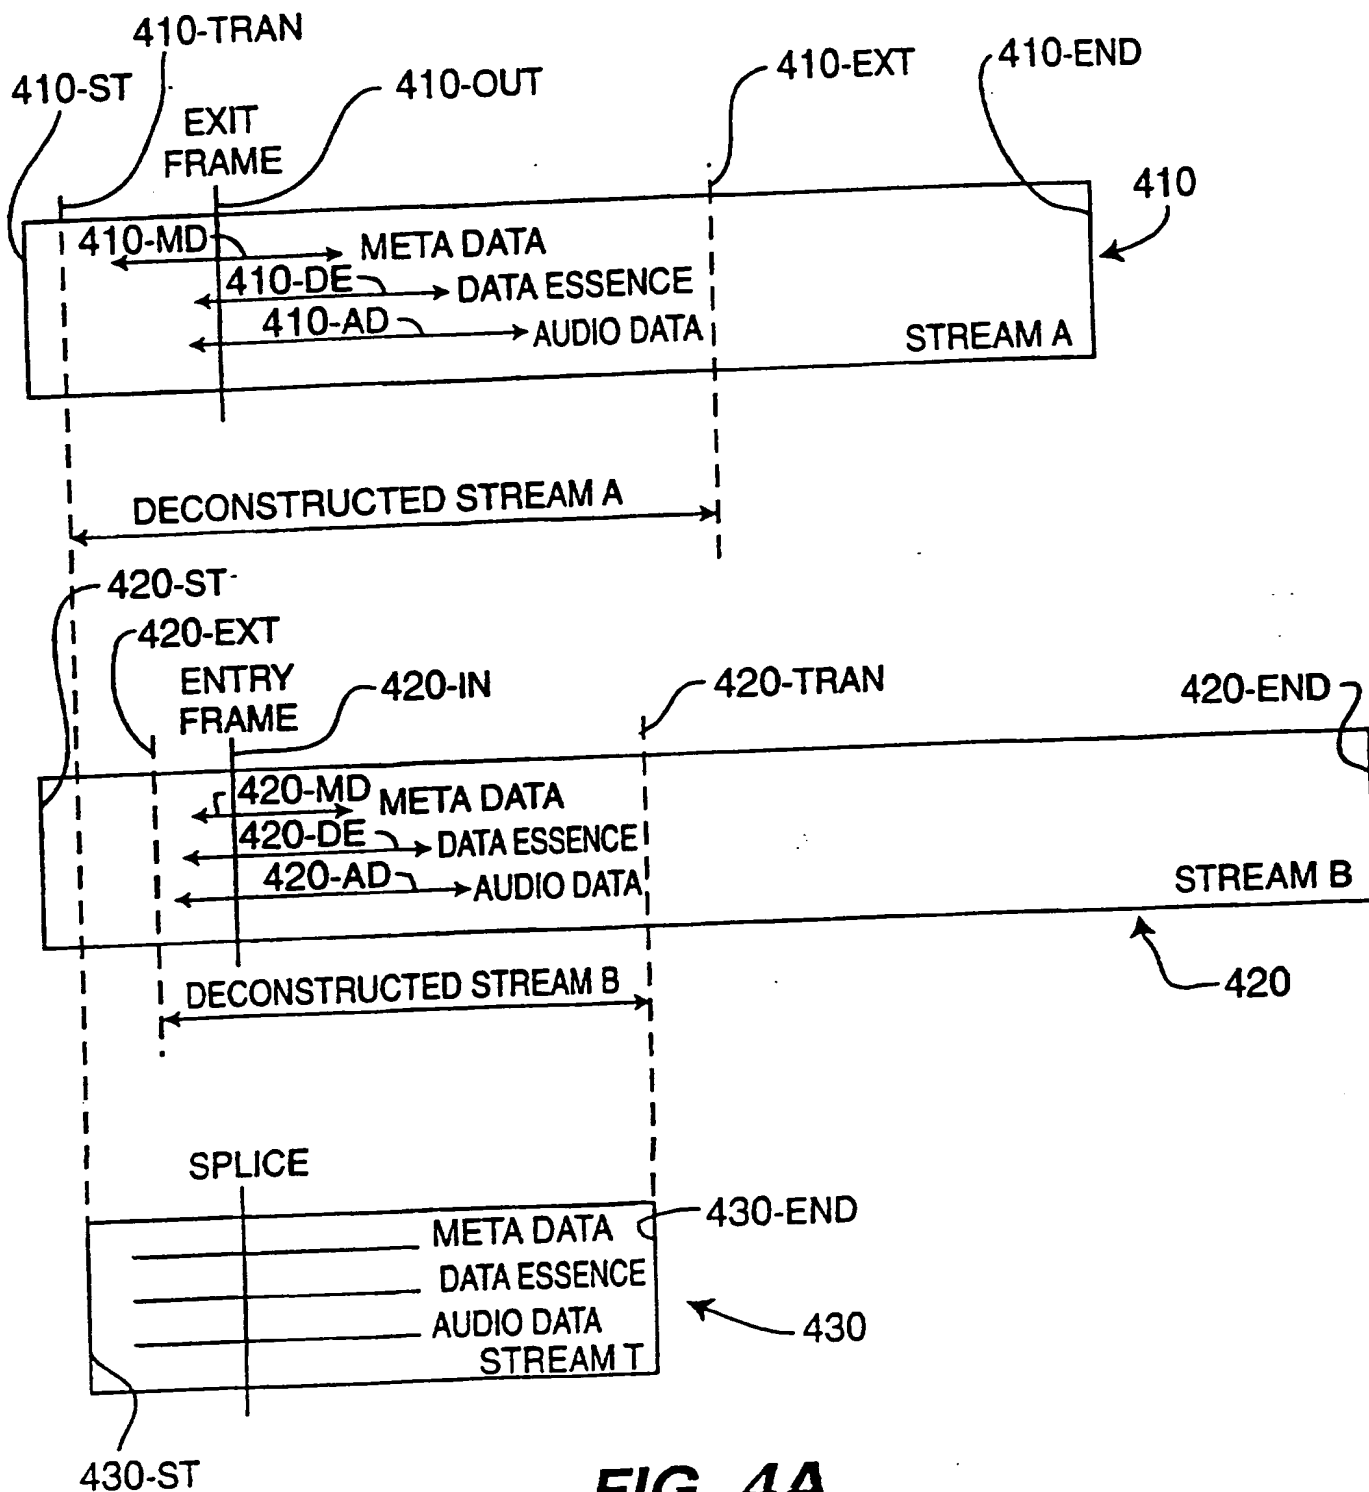 410-TRAN
410-ST
EXIT
FRAME
410-OUT
410-EXT
410-END
410
410-MD
META DATA
410-DE
DATA ESSENCE
410-AD
AUDIO DATA
STREAM A
DECONSTRUCTED STREAM A
420-ST
420-EXT
ENTRY
FRAME
420-IN
420-TRAN
420-END
420-MD
META DATA
420-DE
DATA ESSENCE
420-AD
AUDIO DATA
STREAM B
DECONSTRUCTED STREAM B
420
SPLICE
META DATA
430-END
DATA ESSENCE
AUDIO DATA
430
STREAM T
430-ST
FIG. 4A